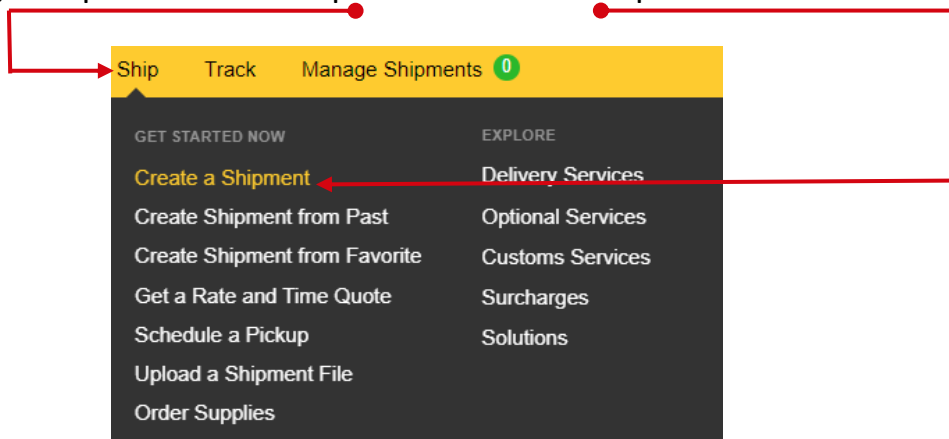 Ship Track Manage Shipments 0
GET STARTED NOW EXPLORE
Create a Shipment Delivery Services
Create Shipment from Past Optional Services
Create Shipment from Favorite Customs Services
Get a Rate and Time Quote Surcharges
Schedule a Pickup Solutions
Upload a Shipment File
Order Supplies